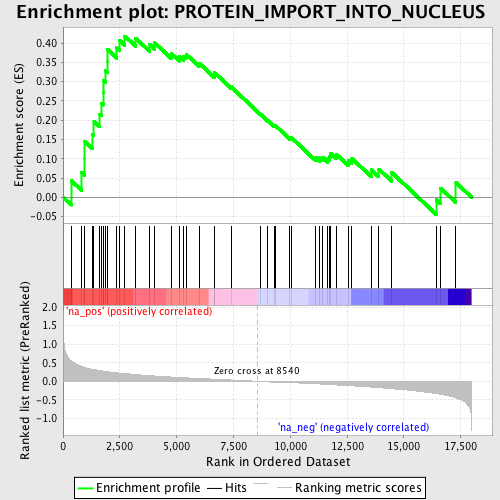 Enrichment plot: PROTEIN_IMPORT_INTO_NUCLEUS
Enrichment score (ES)
0.40
0.35
0.30
0.25
0.20
0.15
0.10
0.05
0.00
-0.05
Ranked list metric (PreRanked)
'na_pos' (positively correlated)
2.0
1.5
1.0
0.5
0.0
-0.5
-1.0
Zero cross at 8540
'na_neg' (negatively correlated)
0 2,500 5,000 7,500 10,000 12,500 15,000 17,500
Rank in Ordered Dataset
Enrichment profile Hits Ranking metric scores